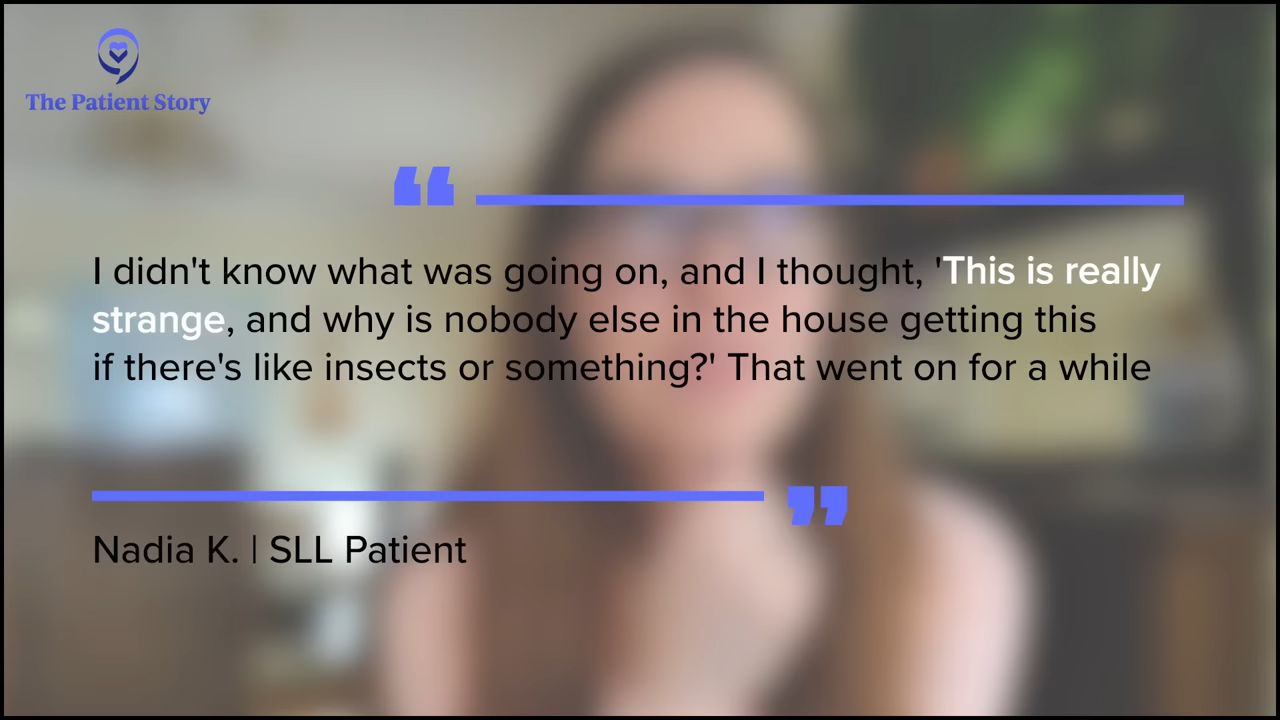 The Patient Story
“
I didn't know what was going on, and I thought, 'This is really
strange, and why is nobody else in the house getting this
if there's like insects or something?' That went on for a while
”
Nadia K. | SLL Patient